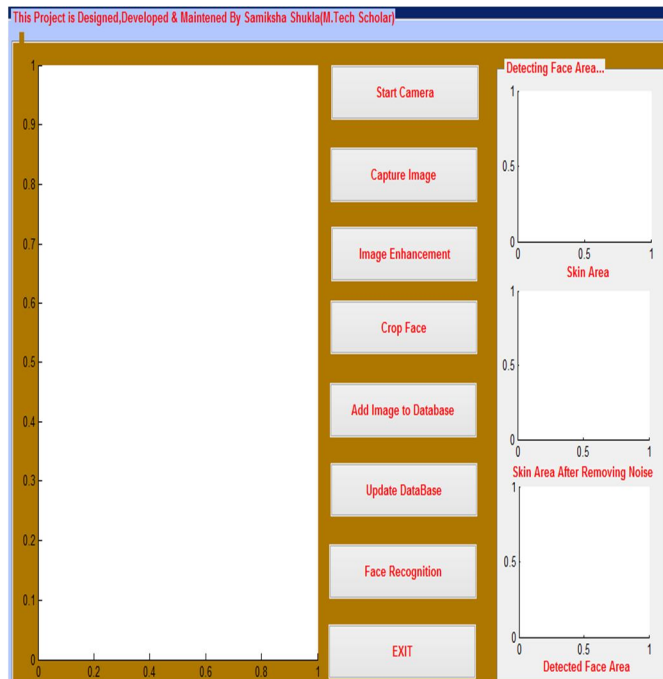 This Project is Designed,Developed & Maintened By Samiksha Shukla(M.Tech Scholar)
1
0.9
0.8
0.7
0.6
0.5
0.4
0.3
0.2
0.1
0
0
0.2
0.4
0.6
0.8
1
Start Camera
Capture Image
Image Enhancement
Crop Face
Add Image to Database
Update DataBase
Face Recognition
EXIT
Detecting Face Area...
1
0.5
0
0
0.5
1
Skin Area
1
0.5
0
0
0.5
1
Skin Area After Removing Noise
1
0.5
0
0
0.5
1
Detected Face Area